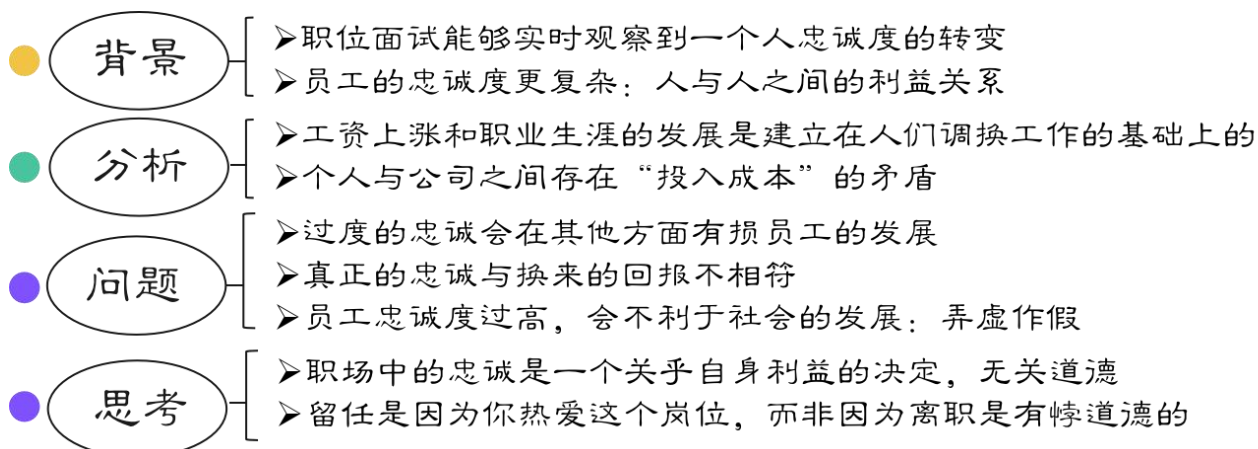 背景
➢职位面试能够实时观察到一个人忠诚度的转变
➢员工的忠诚度更复杂：人与人之间的利益关系
分析
➢工资上涨和职业生涯的发展是建立在人们调换工作的基础上的
➢个人与公司之间存在“投入成本”的矛盾
问题
➢过度的忠诚会在其他方面有损员工的发展
➢真正的忠诚与换来的回报不相符
➢员工忠诚度过高，会不利于社会的发展：弄虚作假
思考
➢职场中的忠诚是一个关乎自身利益的决定，无关道德
➢留任是因为你热爱这个岗位，而非因为离职是有悖道德的